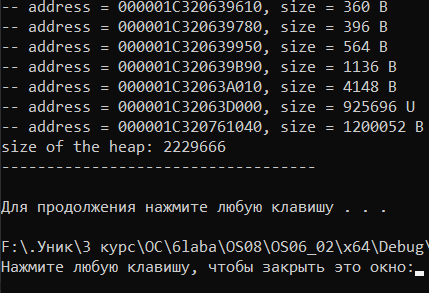 -- address = 000001C320639610, size = 360 B
-- address = 000001C320639780, size = 396 B
-- address = 000001C320639950, size = 564 B
-- address = 000001C320639B90, size = 1136 B
-- address = 000001C32063A010, size = 4148 B
-- address = 000001C32063D000, size = 925696 U
-- address = 000001C320761040, size = 1200052 B
size of the heap: 2229666
-----------------------------------
Для продолжения нажмите любую клавишу . . .
F:\.Уник\3 курс\ОС\6laba\OS08\OS06_02\x64\Debug\
Нажмите любую клавишу, чтобы закрыть это окно: